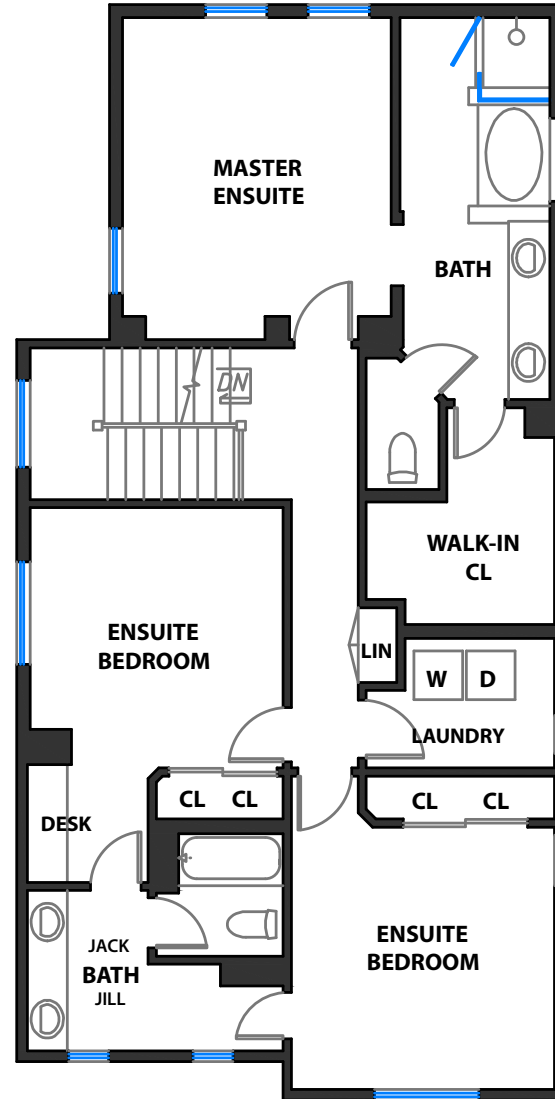 MASTER
ENSUITE
BATH
DN
WALK-IN
CL
ENSUITE
BEDROOM
LIN
W D
LAUNDRY
CL CL
CL CL
DESK
JACK
BATH
JILL
ENSUITE
BEDROOM